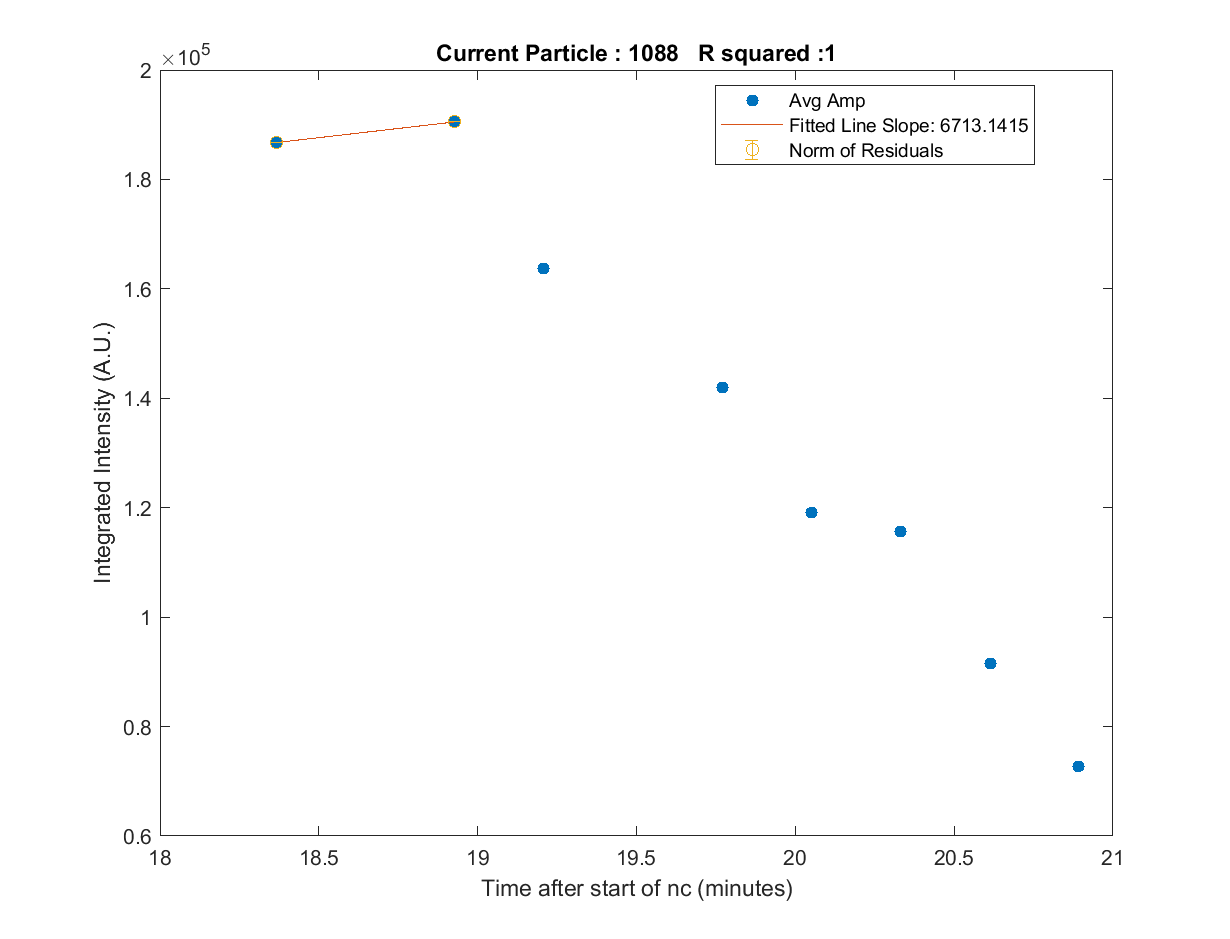 Current Particle : 1088 R squared :1
×10⁵
2
1.8
1.6
1.4
1.2
1
0.8
0.6
Integrated Intensity (A.U.)
Avg Amp
Fitted Line Slope: 6713.1415
Norm of Residuals
18
18.5
19
19.5
20
20.5
21
Time after start of nc (minutes)